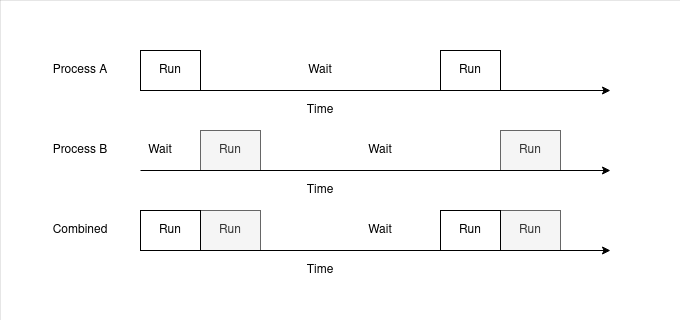 Process A Run Wait Run
Time
Process B Wait Run Wait Run
Time
Combined Run Run Wait Run Run
Time